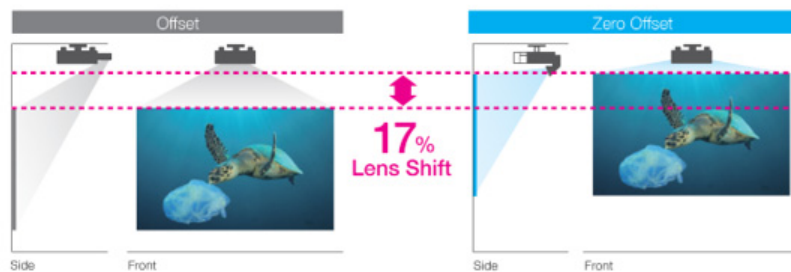 Offset
Zero Offset
17%
Lens Shift
Side
Front
Side
Front